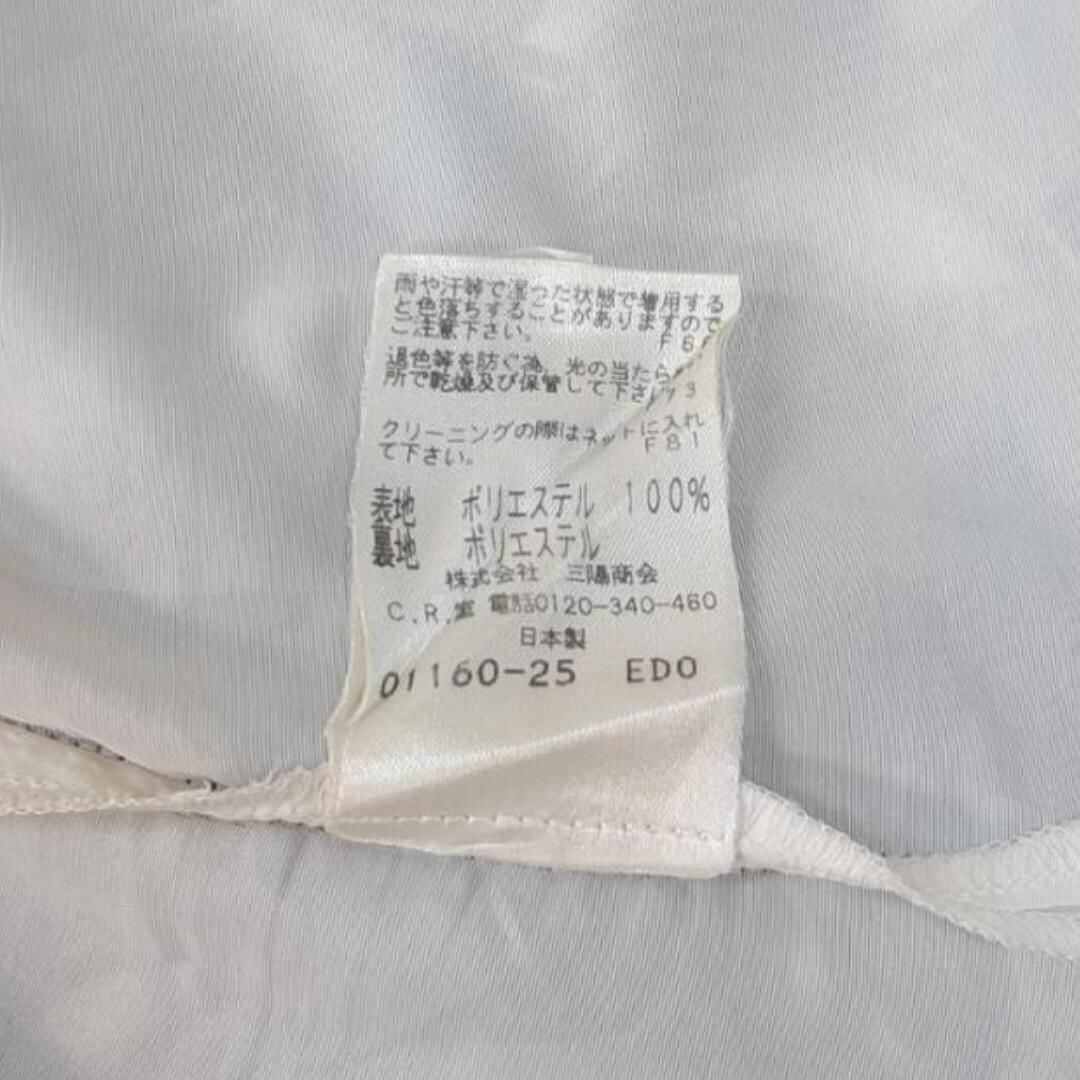 雨や汗等で湿った状態で着用する
と色落ちすることがありますので
ご注意下さい。 F66
退色等を防ぐ為、光の当たら
所で乾燥及び保管して下さ 73
クリーニングの際はネットに入れ
て下さい。 F81
表地 ポリエステル 100%
裏地 ポリエステル
株式会社 三陽商会
C.R.室 電話0120-340-460
日本製
01160-25 EDO